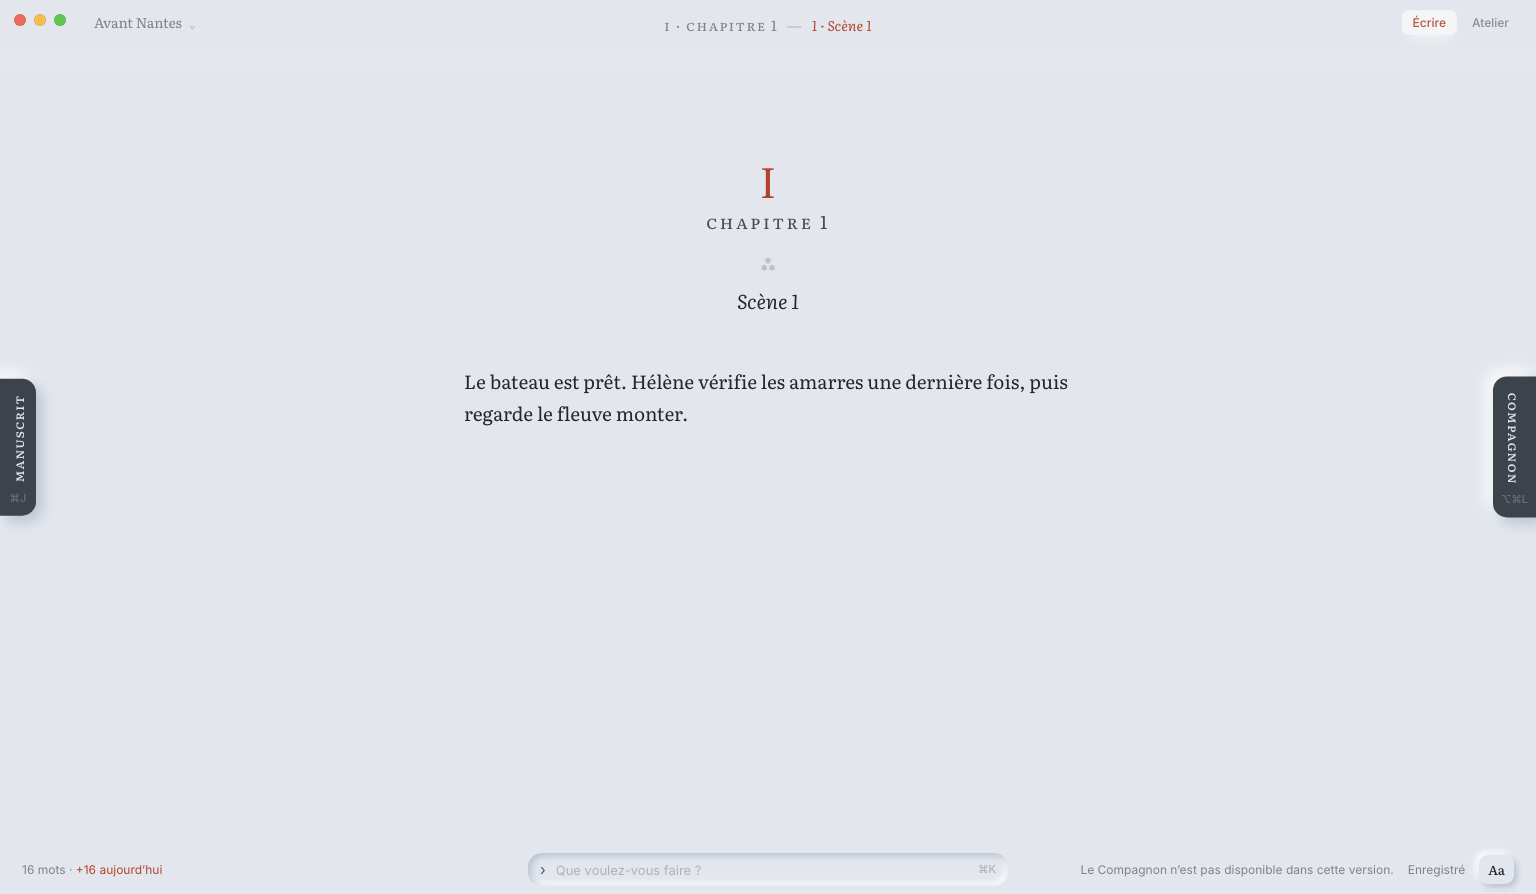 Avant Nantes
I · CHAPITRE 1 — 1 · Scène 1
Écrire
Atelier
I
CHAPITRE 1
⁂
Scène 1
Le bateau est prêt. Hélène vérifie les amarres une dernière fois, puis
regarde le fleuve monter.
MANUSCRIT
⌘J
COMPAGNON
⌥⌘L
16 mots · +16 aujourd’hui
› Que voulez-vous faire ?
⌘K
Le Compagnon n’est pas disponible dans cette version.
Enregistré
Aa